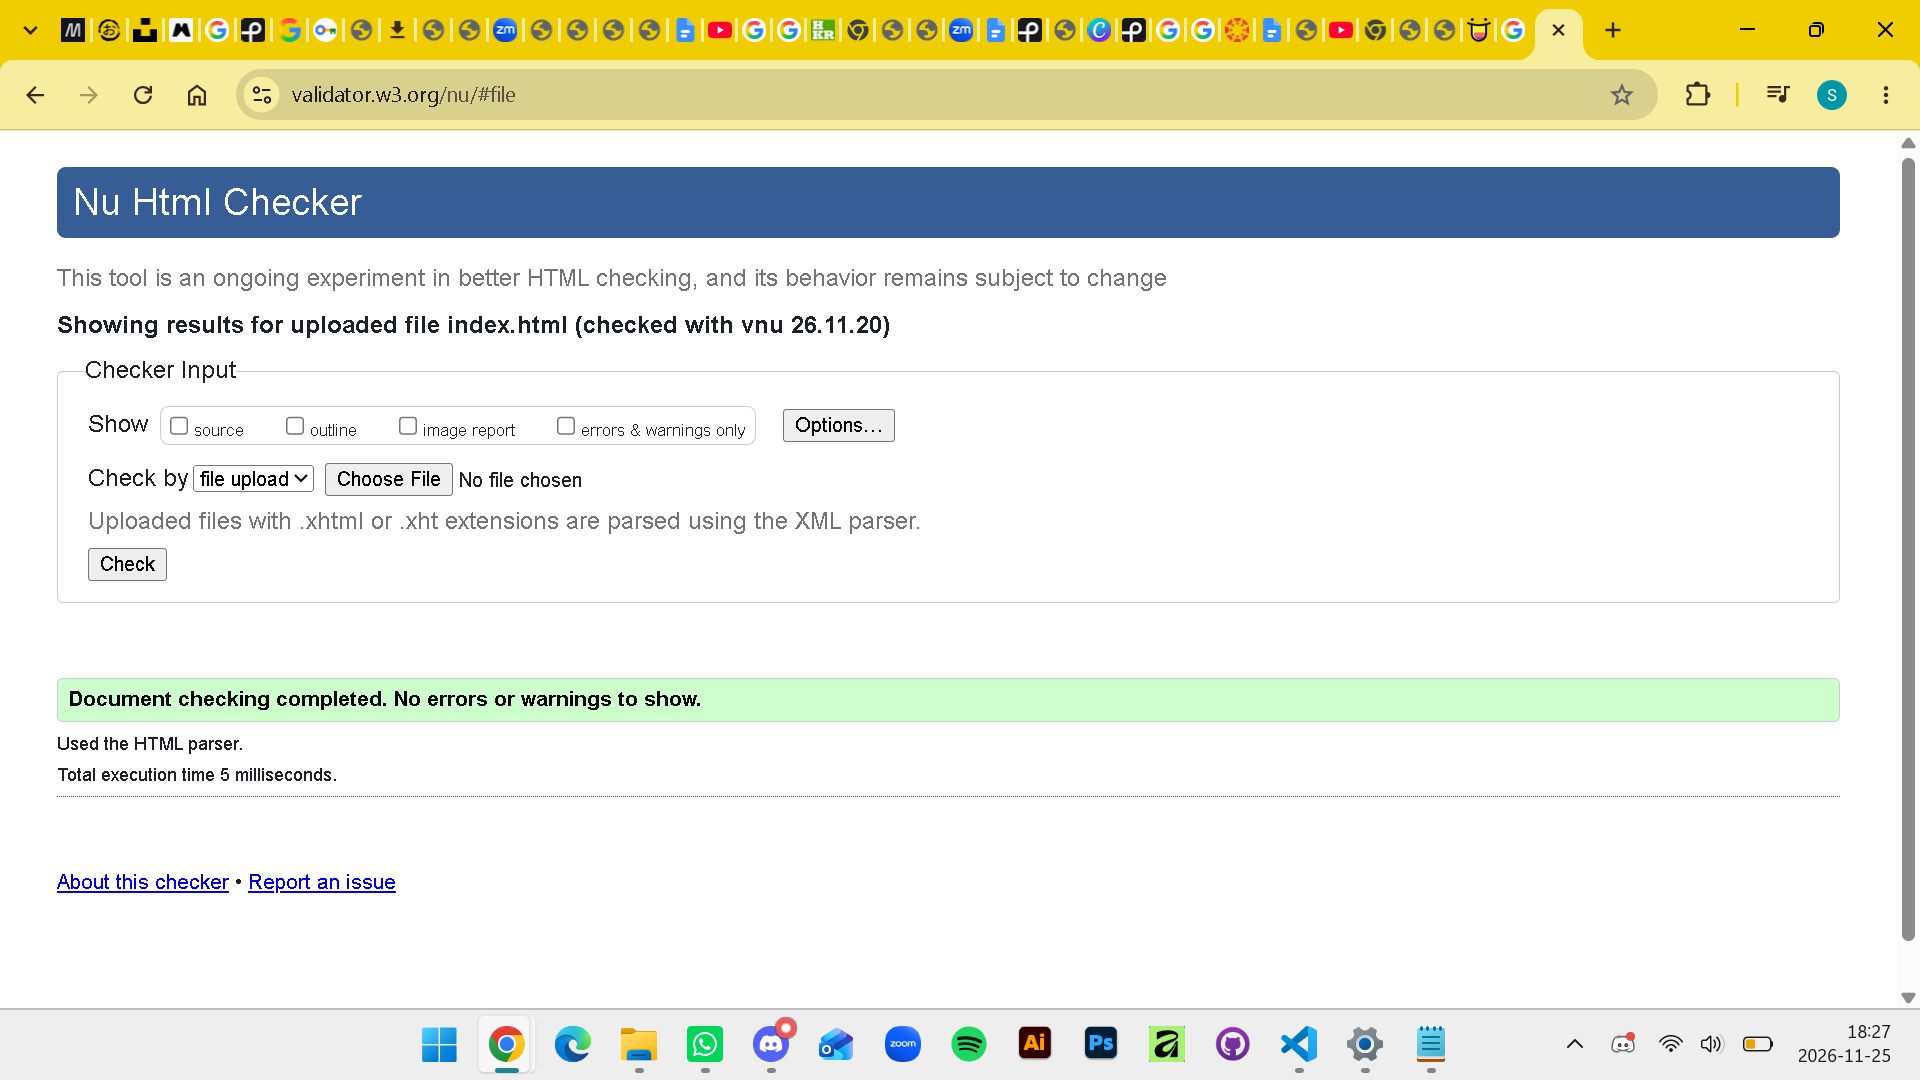 validator.w3.org/nu/#file
S
Nu Html Checker
This tool is an ongoing experiment in better HTML checking, and its behavior remains subject to change
Showing results for uploaded file index.html (checked with vnu 26.11.20)
Checker Input
Show source outline image report errors & warnings only Options...
Check by file upload Choose File No file chosen
Uploaded files with .xhtml or .xht extensions are parsed using the XML parser.
Check
Document checking completed. No errors or warnings to show.
Used the HTML parser.
Total execution time 5 milliseconds.
About this checker • Report an issue
zoom Ai Ps
18:27
2026-11-25